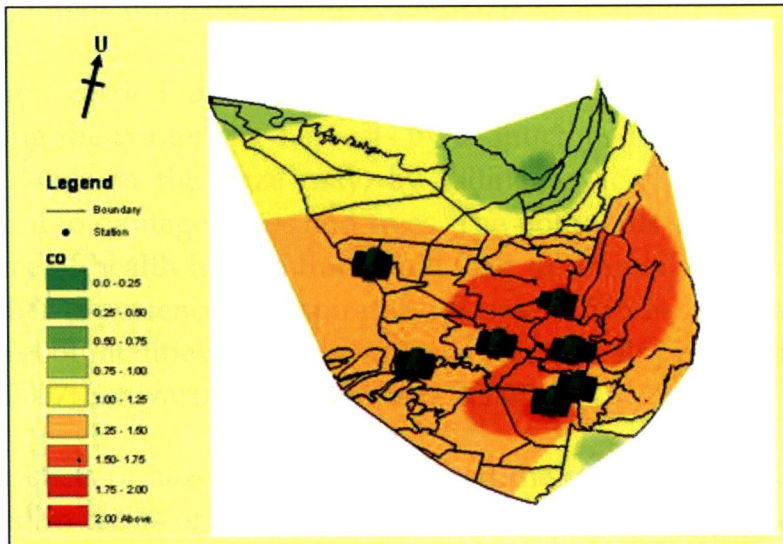 U
Legend
Boundary
Station
CO
0.0 - 0.25
0.25 - 0.50
0.50 - 0.75
0.75 - 1.00
1.00 - 1.25
1.25 - 1.50
1.50 - 1.75
1.75 - 2.00
2.00 Above